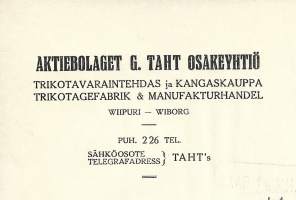 AKTIEBOLAGET G. TAHT OSAKEYHTIÖ
TRIKOTAVARAINTEHDAS ja KANGASKAUPPA
TRIKOTAGEFABRIK & MANUFAKTURHANDEL
WIIPURI — WIBORG
PUH. 226 TEL.
SÄHKÖOSOTE
TELEGRAFADRESS } TAHT's